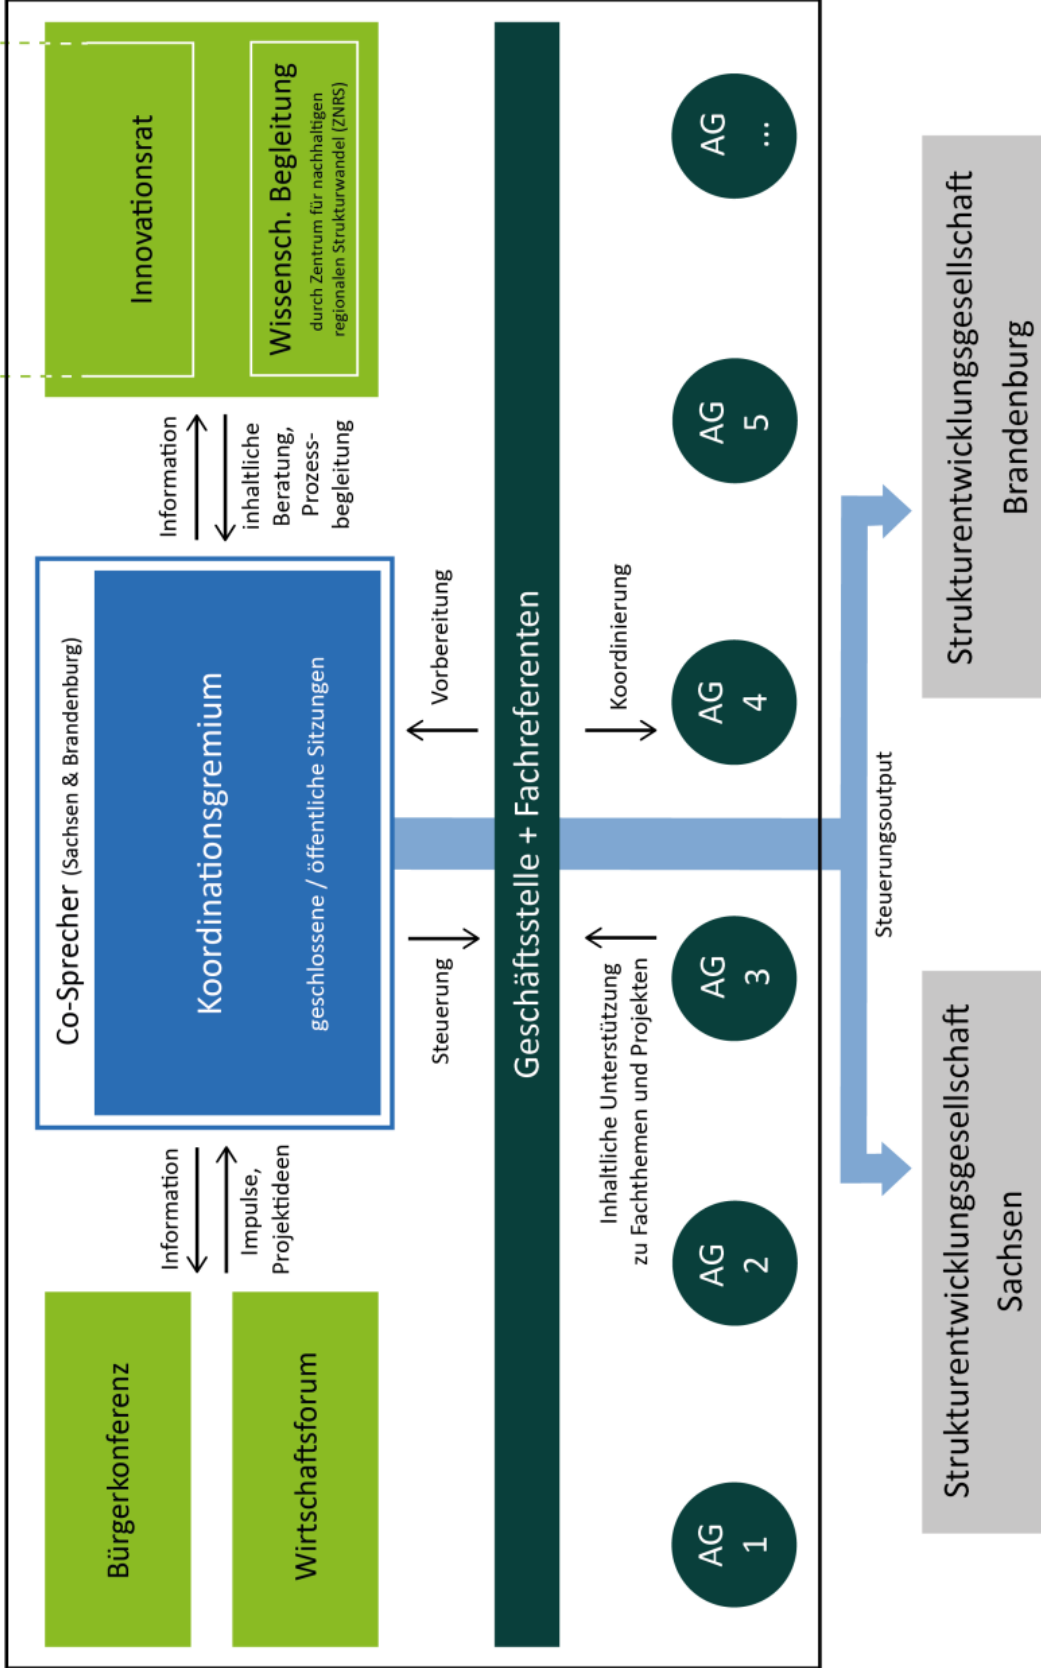 Bürgerkonferenz
Wirtschaftsforum
Information
Impulse,
Projektideen
Co-Sprecher (Sachsen & Brandenburg)
Koordinationsgremium
geschlossene / öffentliche Sitzungen
Information
inhaltliche
Beratung,
Prozess-
begleitung
Innovationsrat
Wissensch. Begleitung
durch Zentrum für nachhaltigen
regionalen Strukturwandel (ZNRS)
Steuerung
Vorbereitung
Geschäftsstelle + Fachreferenten
Inhaltliche Unterstützung
zu Fachthemen und Projekten
Koordinierung
AG
1
AG
2
AG
3
AG
4
AG
5
AG
...
Steuerungsoutput
Strukturentwicklungsgesellschaft
Sachsen
Strukturentwicklungsgesellschaft
Brandenburg